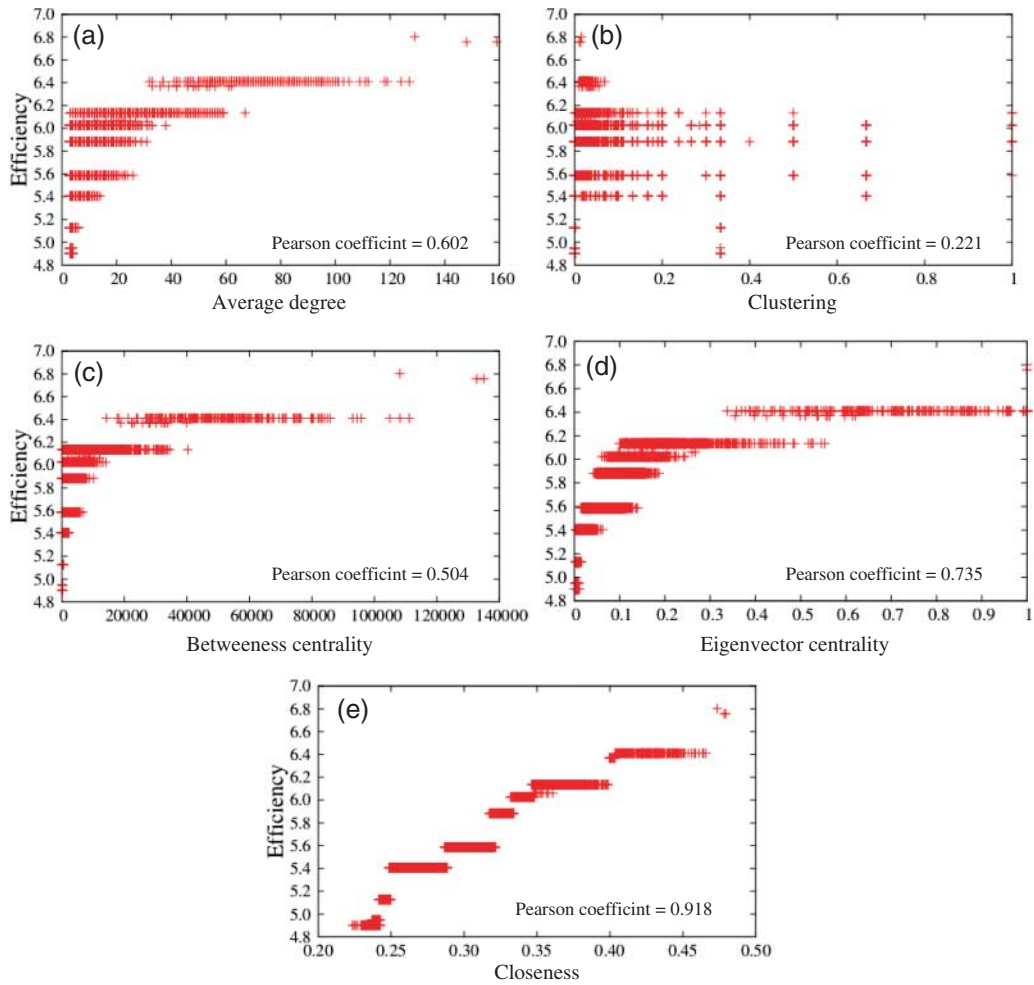 (a)
7.0
6.8
6.6
6.4
6.2
6.0
5.8
5.6
5.4
5.2
5.0
4.8
Efficiency
Pearson coefficint = 0.602
0 20 40 60 80 100 120 140 160
Average degree
(b)
7.0
6.8
6.6
6.4
6.2
6.0
5.8
5.6
5.4
5.2
5.0
4.8
Pearson coefficint = 0.221
0 0.2 0.4 0.6 0.8 1
Clustering
(c)
7.0
6.8
6.6
6.4
6.2
6.0
5.8
5.6
5.4
5.2
5.0
4.8
Efficiency
Pearson coefficint = 0.504
0 20000 40000 60000 80000 100000 120000 140000
Betweeness centrality
(d)
7.0
6.8
6.6
6.4
6.2
6.0
5.8
5.6
5.4
5.2
5.0
4.8
Pearson coefficint = 0.735
0 0.1 0.2 0.3 0.4 0.5 0.6 0.7 0.8 0.9 1
Eigenvector centrality
(e)
7.0
6.8
6.6
6.4
6.2
6.0
5.8
5.6
5.4
5.2
5.0
4.8
Efficiency
Pearson coefficint = 0.918
0.20 0.25 0.30 0.35 0.40 0.45 0.50
Closeness